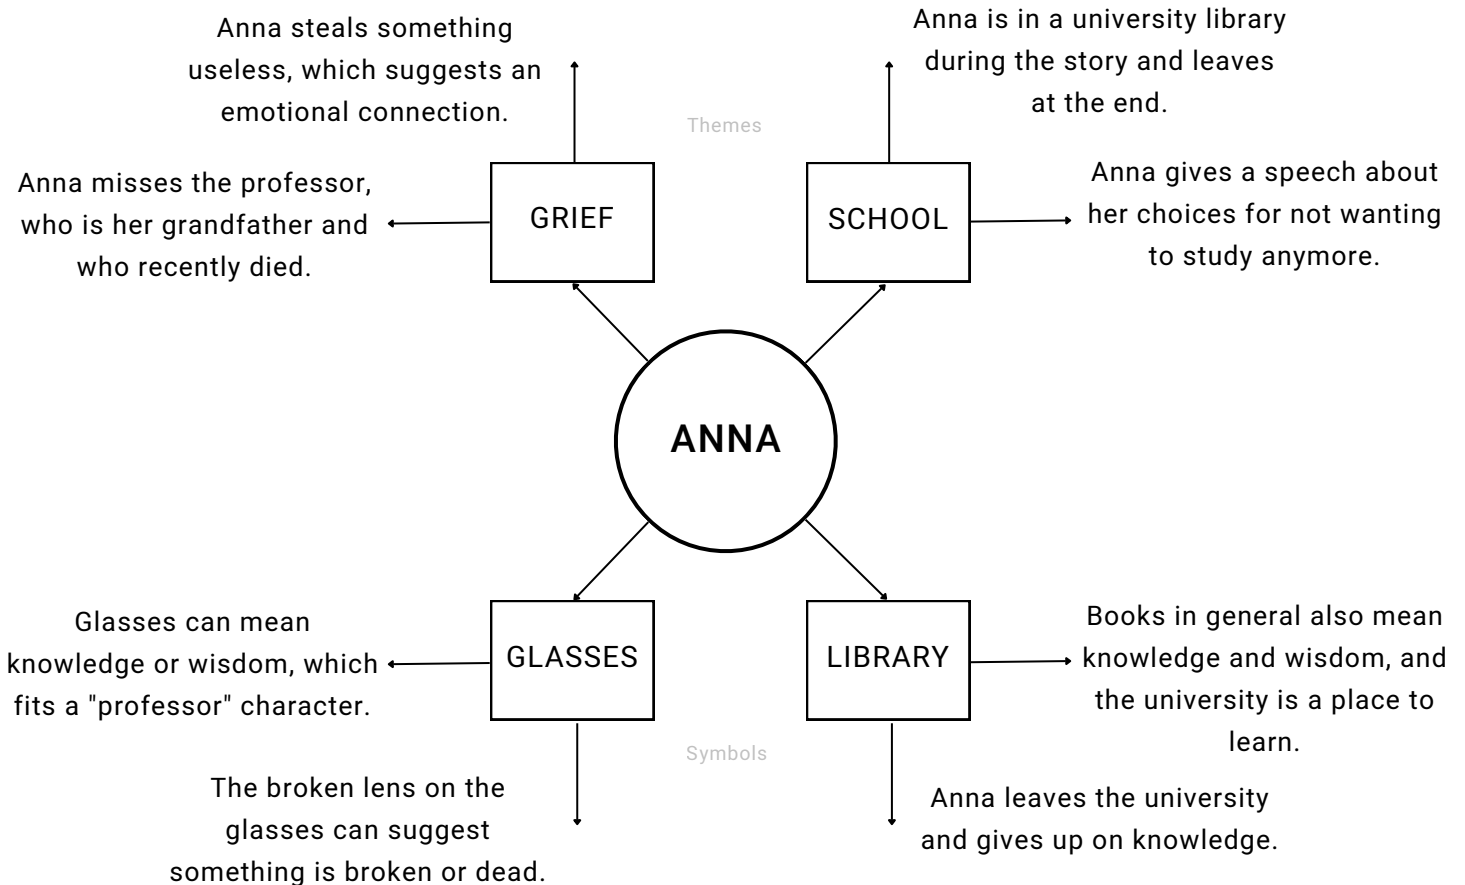 Anna steals something
useless, which suggests an
emotional connection.
Anna is in a university library
during the story and leaves
at the end.
Themes
Anna misses the professor,
who is her grandfather and
who recently died.
GRIEF
SCHOOL
Anna gives a speech about
her choices for not wanting
to study anymore.
ANNA
Glasses can mean
knowledge or wisdom, which
fits a "professor" character.
GLASSES
LIBRARY
Books in general also mean
knowledge and wisdom, and
the university is a place to
learn.
Symbols
The broken lens on the
glasses can suggest
something is broken or dead.
Anna leaves the university
and gives up on knowledge.